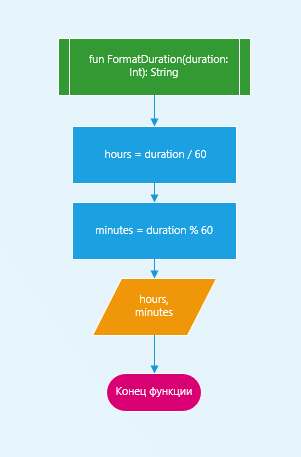 fun FormatDuration(duration:
Int): String
hours = duration / 60
minutes = duration % 60
hours,
minutes
Конец функции